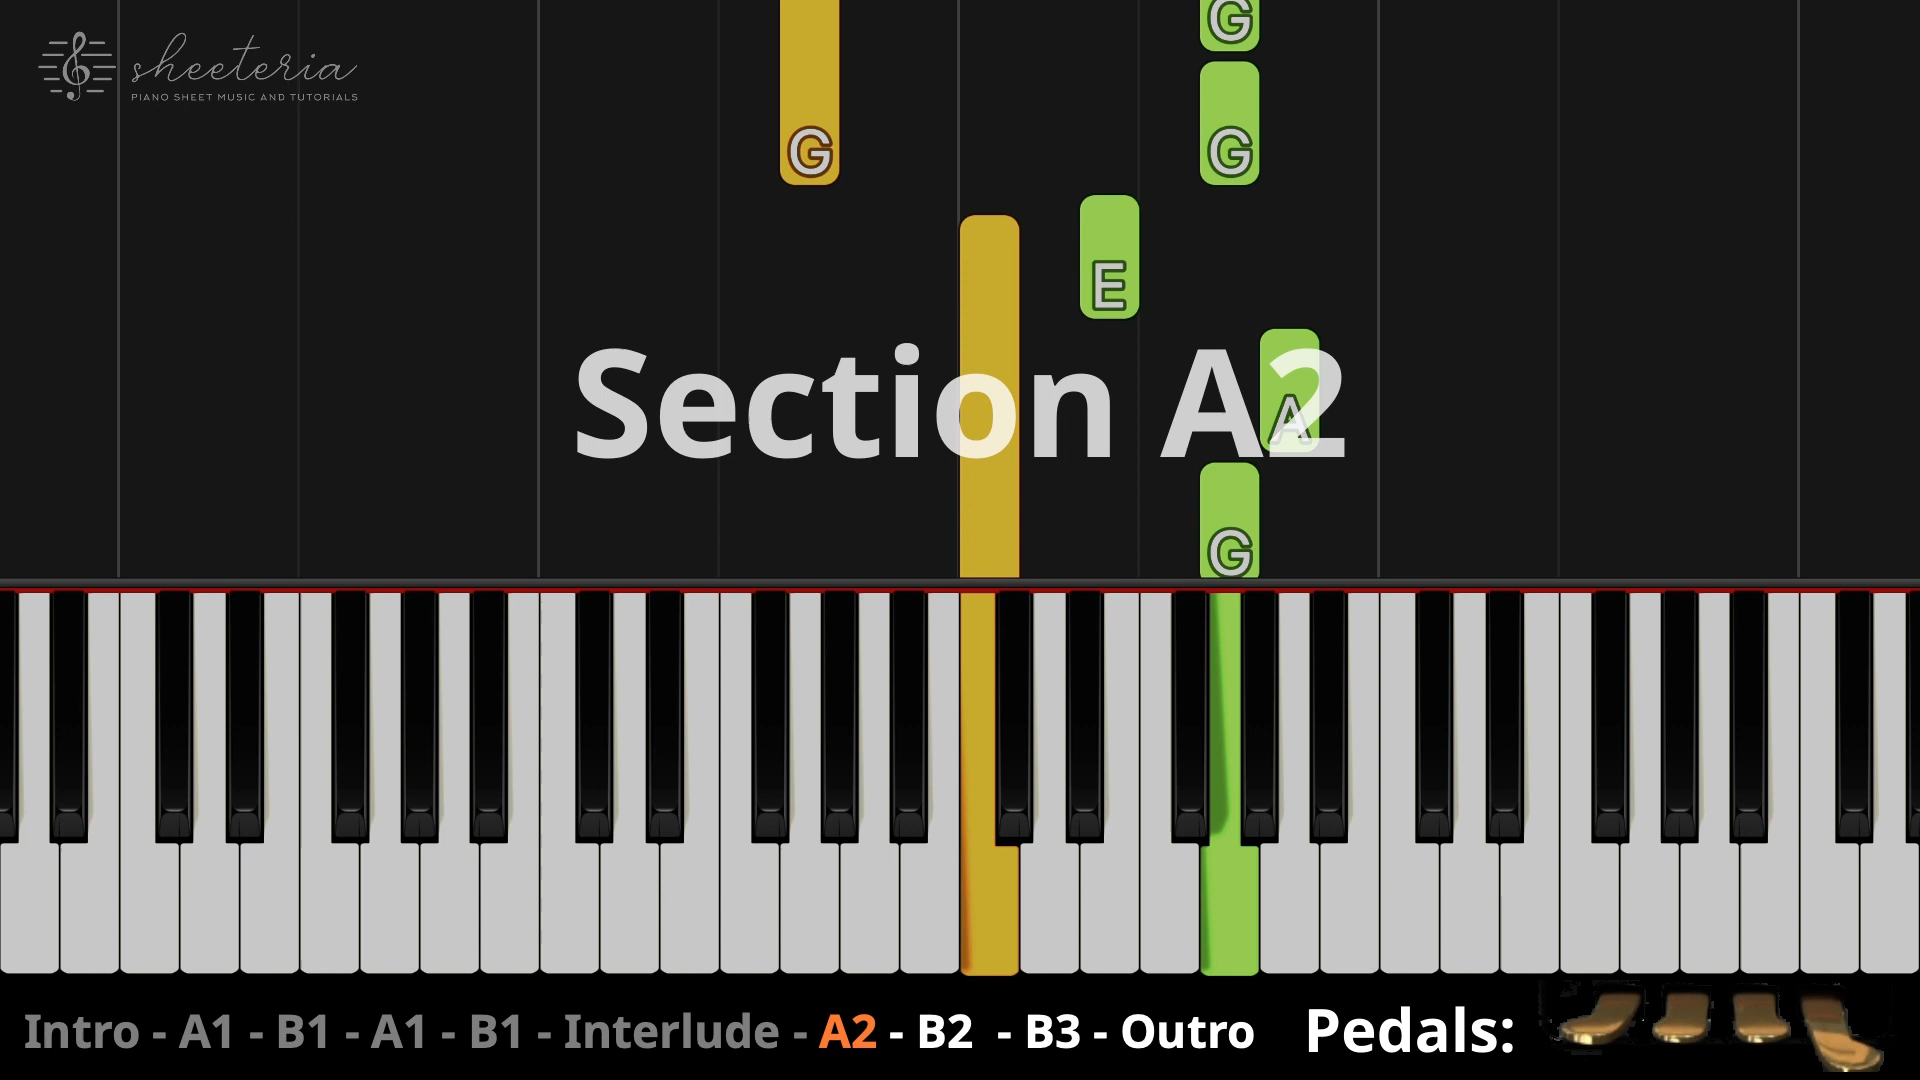 G
sheeteria
PIANO SHEET MUSIC AND TUTORIALS
G G
E
Section A2
A
G
Intro - A1 - B1 - A1 - B1 - Interlude - A2 - B2 - B3 - Outro Pedals: